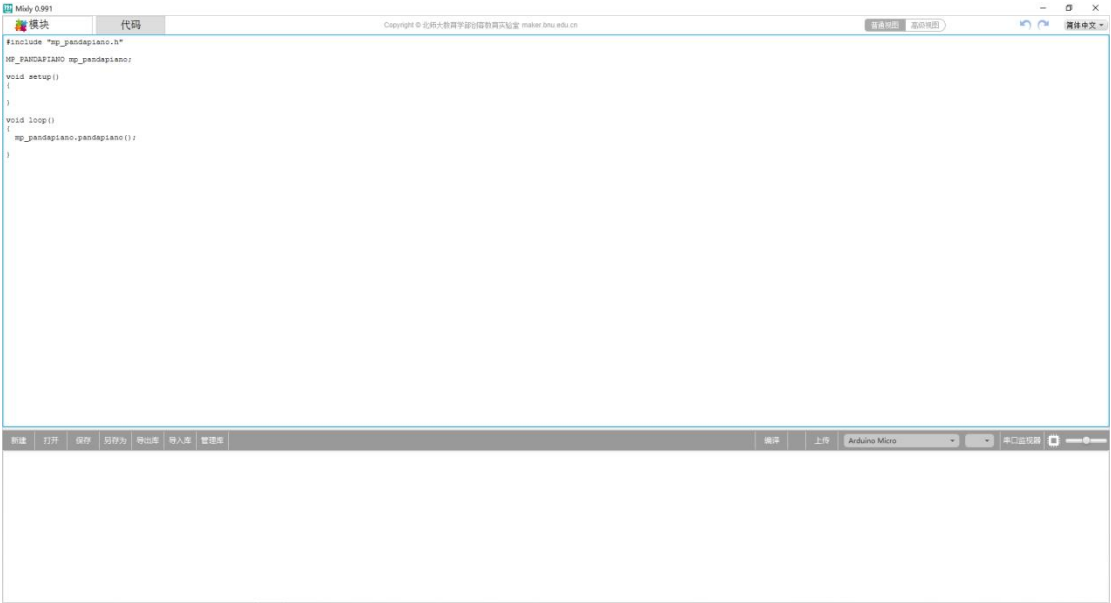 Mixly 0.991
模块 代码 Copyright © 北师大教育学部创客教育实验室 maker.bnu.edu.cn 普通视图 高级视图 简体中文
#include "mp_pandapiano.h"
MP_PANDAPIANO mp_pandapiano;
void setup()
{
}
void loop()
{
mp_pandapiano.pandapiano();
}
新建 打开 保存 另存为 导出库 导入库 管理库 编译 上传 Arduino Micro 串口监视器